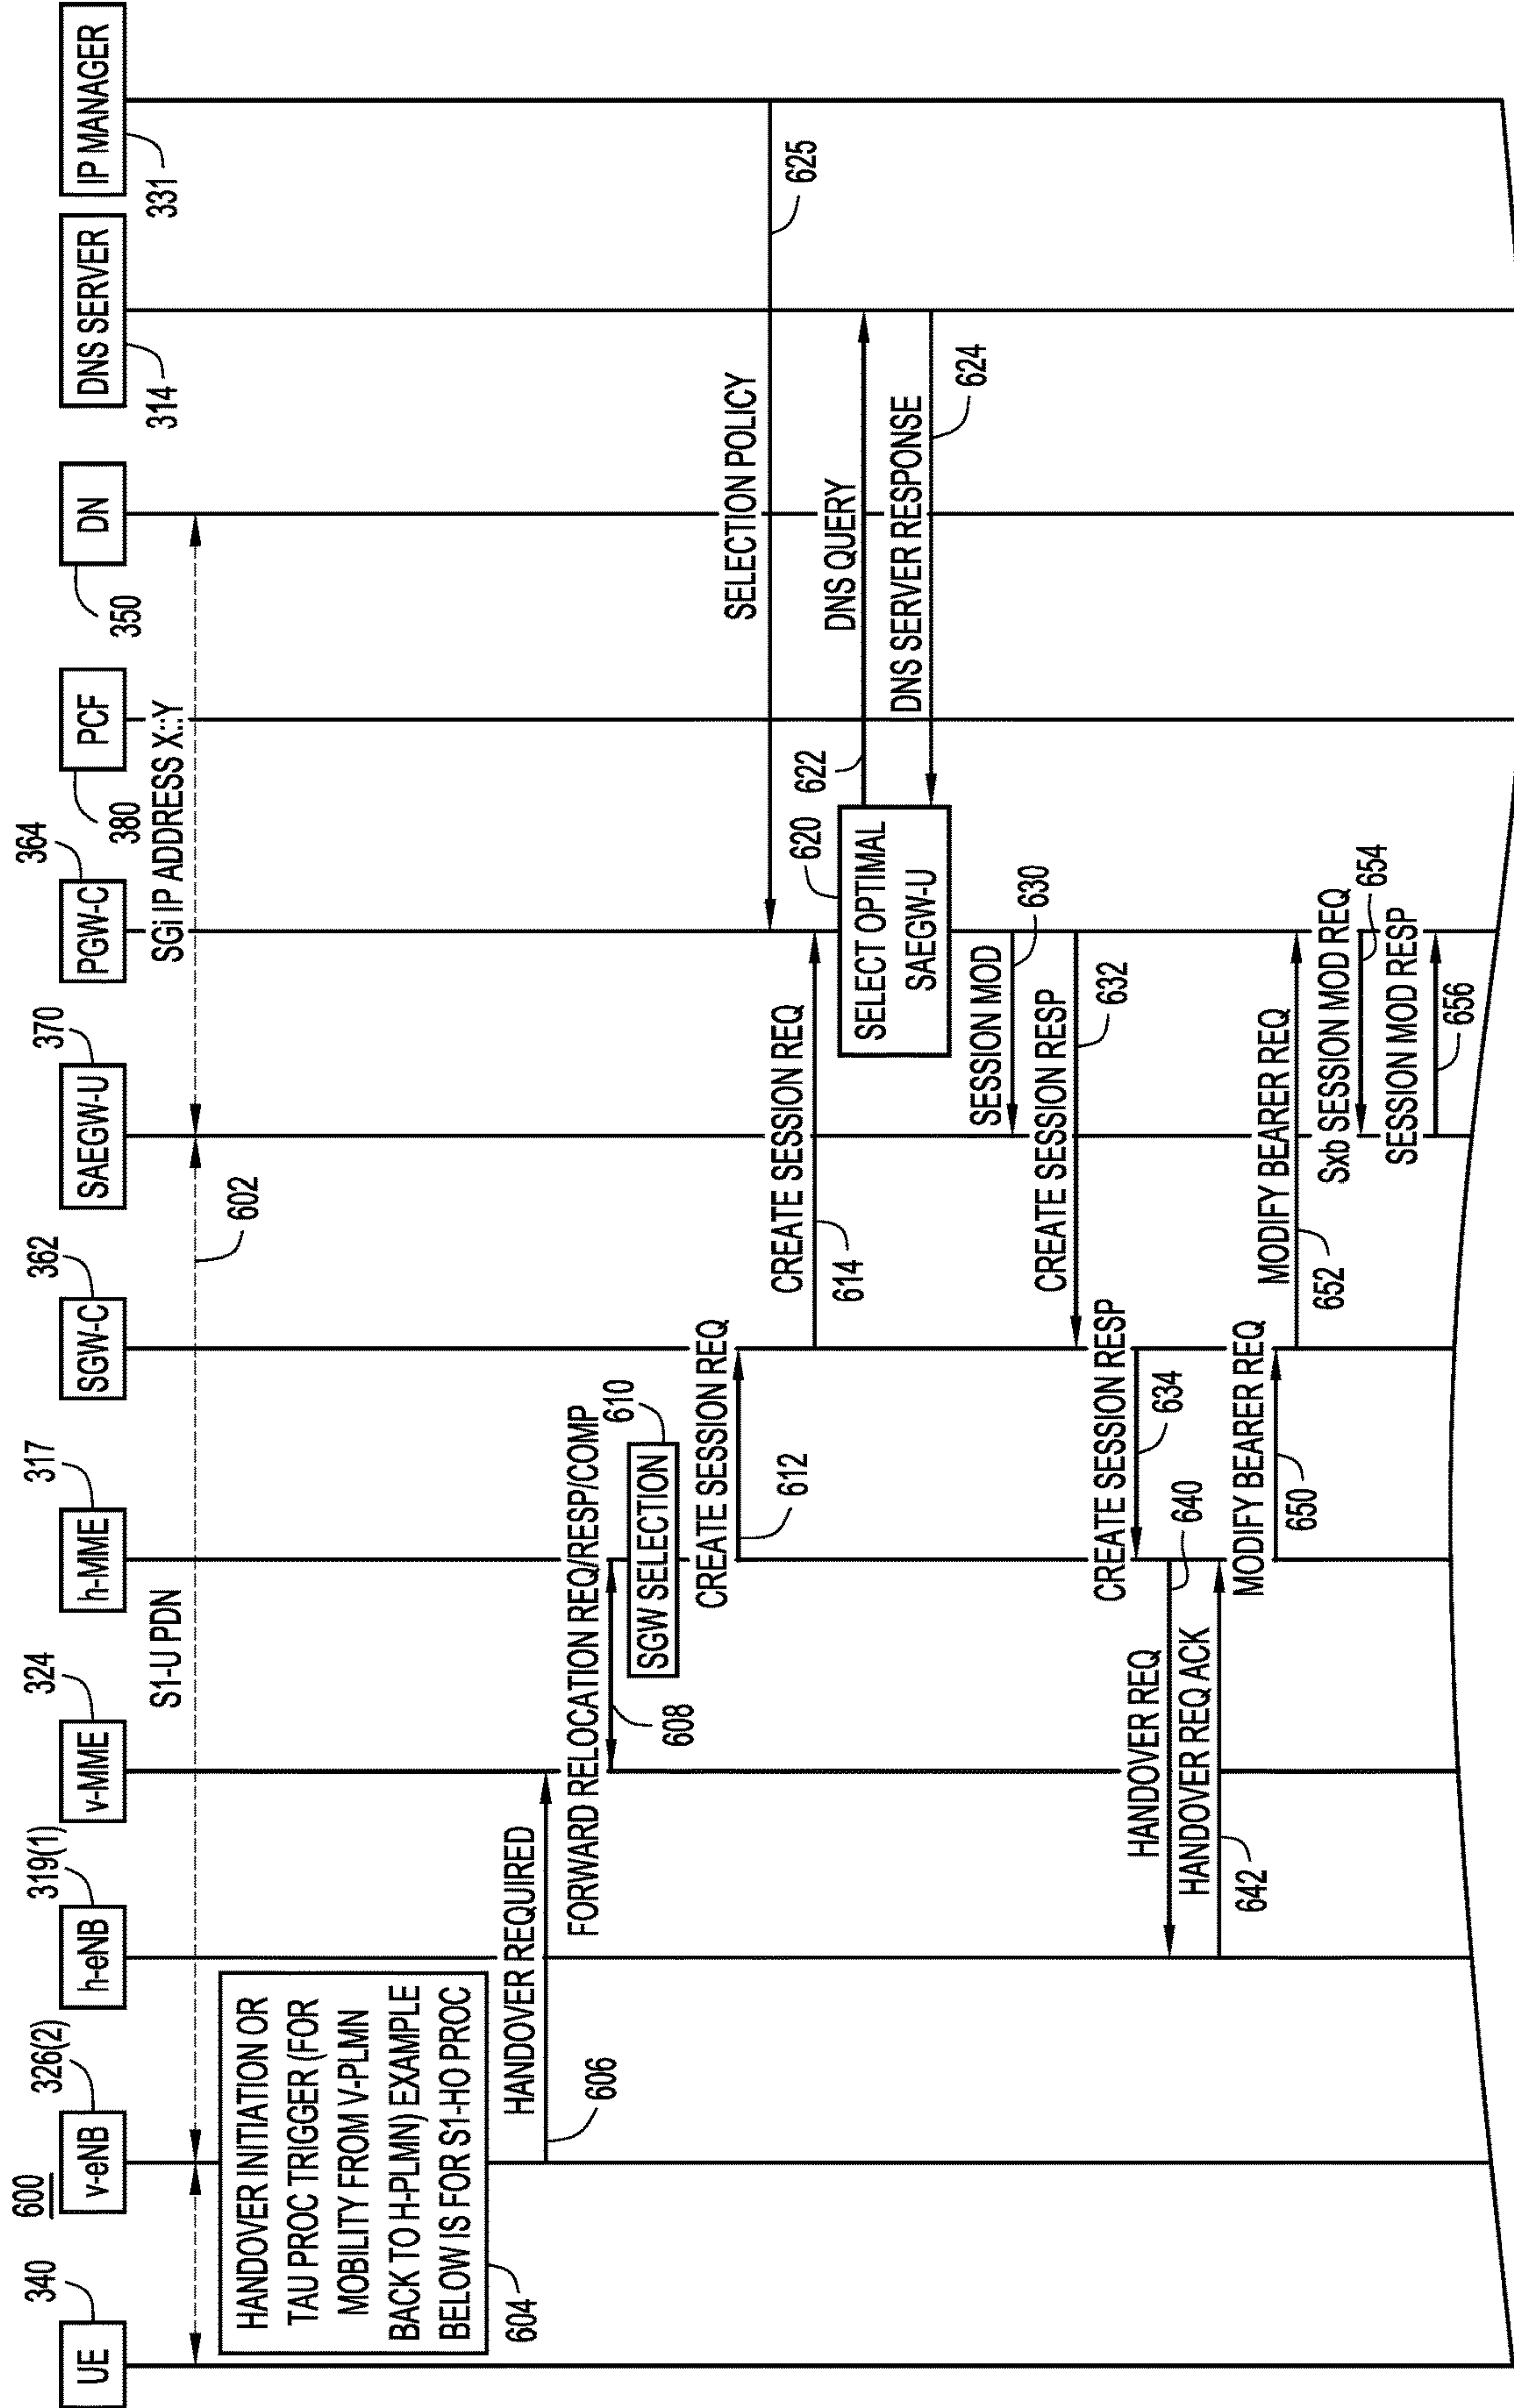 600
UE
340
v-eNB
326(2)
h-eNB
319(1)
v-MME
324
h-MME
317
SGW-C
362
SAEGW-U
370
PGW-C
364
PCF
380
DN
350
DNS SERVER
314
IP MANAGER
331
S1-U PDN
602
SGi IP ADDRESS X::Y
HANDOVER INITIATION OR
TAU PROC TRIGGER (FOR
MOBILITY FROM V-PLMN
BACK TO H-PLMN) EXAMPLE
BELOW IS FOR S1-HO PROC
604
HANDOVER REQUIRED
606
FORWARD RELOCATION REQ/RESP/COMP
608
SGW SELECTION
610
CREATE SESSION REQ
612
SELECTION POLICY
625
CREATE SESSION REQ
614
SELECT OPTIMAL
SAEGW-U
620
DNS QUERY
622
DNS SERVER RESPONSE
624
SESSION MOD
630
CREATE SESSION RESP
632
CREATE SESSION RESP
634
HANDOVER REQ
640
HANDOVER REQ ACK
642
MODIFY BEARER REQ
650
MODIFY BEARER REQ
652
Sxb SESSION MOD REQ
654
SESSION MOD RESP
656